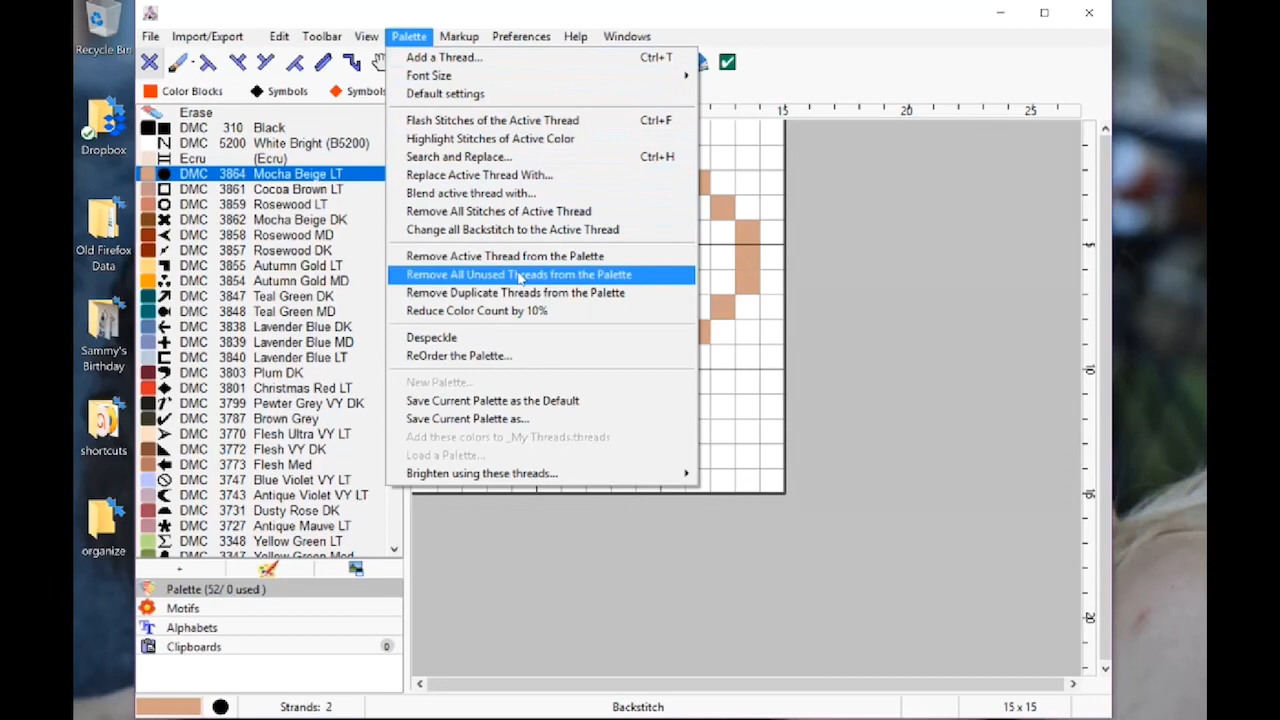 Recycle Bin
Dropbox
Old Firefox
Data
Sammy's
Birthday
shortcuts
organize
File Import/Export Edit Toolbar View Palette Markup Preferences Help Windows
Color Blocks Symbols Symbols
Erase
DMC 310 Black
DMC 5200 White Bright (B5200)
Ecru (Ecru)
DMC 3864 Mocha Beige LT
DMC 3861 Cocoa Brown LT
DMC 3859 Rosewood LT
DMC 3862 Mocha Beige DK
DMC 3858 Rosewood MD
DMC 3857 Rosewood DK
DMC 3855 Autumn Gold LT
DMC 3854 Autumn Gold MD
DMC 3847 Teal Green DK
DMC 3848 Teal Green MD
DMC 3838 Lavender Blue DK
DMC 3839 Lavender Blue MD
DMC 3840 Lavender Blue LT
DMC 3803 Plum DK
DMC 3801 Christmas Red LT
DMC 3799 Pewter Grey VY DK
DMC 3787 Brown Grey
DMC 3770 Flesh Ultra VY LT
DMC 3772 Flesh VY DK
DMC 3773 Flesh Med
DMC 3747 Blue Violet VY LT
DMC 3743 Antique Violet VY LT
DMC 3731 Dusty Rose DK
DMC 3727 Antique Mauve LT
DMC 3348 Yellow Green LT
DMC 3347 Yellow Green Med
Palette (52/ 0 used )
Motifs
Alphabets
Clipboards 0
Add a Thread... Ctrl+T
Font Size
Default settings
Flash Stitches of the Active Thread Ctrl+F
Highlight Stitches of Active Color
Search and Replace... Ctrl+H
Replace Active Thread With...
Blend active thread with...
Remove All Stitches of Active Thread
Change all Backstitch to the Active Thread
Remove Active Thread from the Palette
Remove All Unused Threads from the Palette
Remove Duplicate Threads from the Palette
Reduce Color Count by 10%
Despeckle
ReOrder the Palette...
New Palette...
Save Current Palette as the Default
Save Current Palette as...
Add these colors to _My Threads.threads
Load a Palette...
Brighten using these threads...
15 20 25
5
10
15
20
Strands: 2 Backstitch 15 x 15